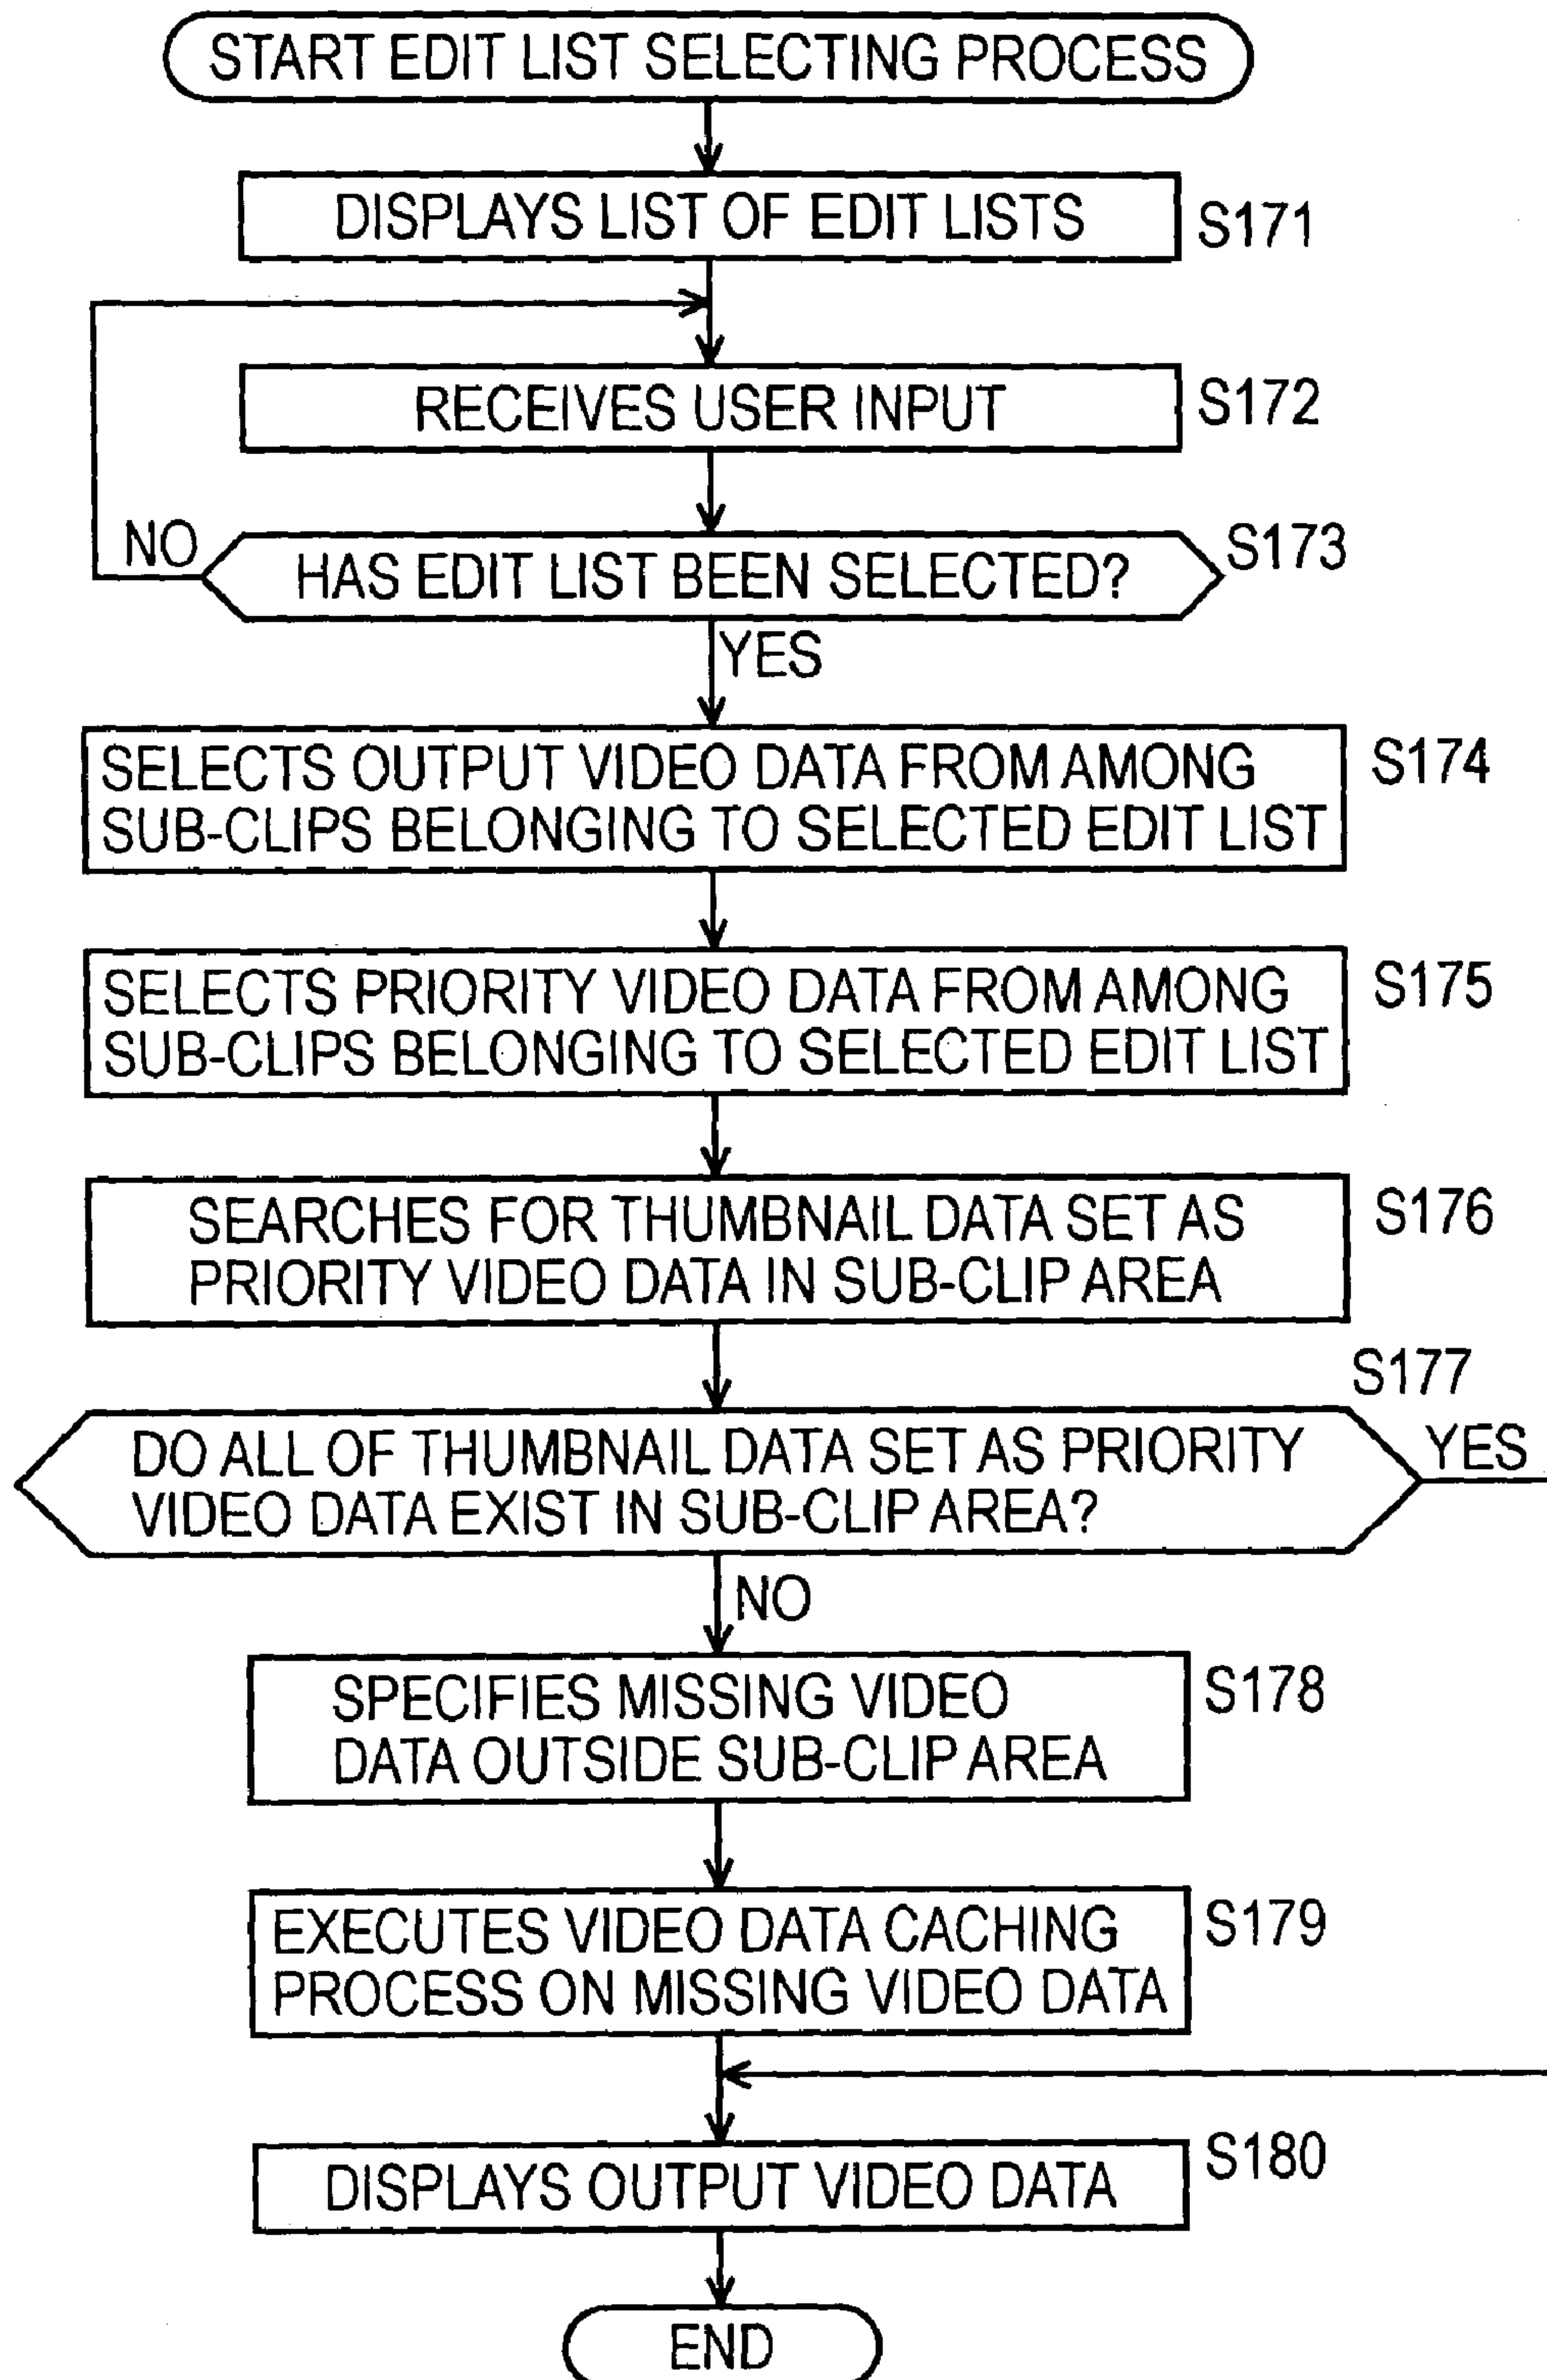 START EDIT LIST SELECTING PROCESS
DISPLAYS LIST OF EDIT LISTS
S171
RECEIVES USER INPUT
S172
NO
HAS EDIT LIST BEEN SELECTED?
S173
YES
SELECTS OUTPUT VIDEO DATA FROM AMONG
SUB-CLIPS BELONGING TO SELECTED EDIT LIST
S174
SELECTS PRIORITY VIDEO DATA FROM AMONG
SUB-CLIPS BELONGING TO SELECTED EDIT LIST
S175
SEARCHES FOR THUMBNAIL DATA SET AS
PRIORITY VIDEO DATA IN SUB-CLIP AREA
S176
S177
DO ALL OF THUMBNAIL DATA SET AS PRIORITY
VIDEO DATA EXIST IN SUB-CLIP AREA?
YES
NO
SPECIFIES MISSING VIDEO
DATA OUTSIDE SUB-CLIP AREA
S178
EXECUTES VIDEO DATA CACHING
PROCESS ON MISSING VIDEO DATA
S179
DISPLAYS OUTPUT VIDEO DATA
S180
END